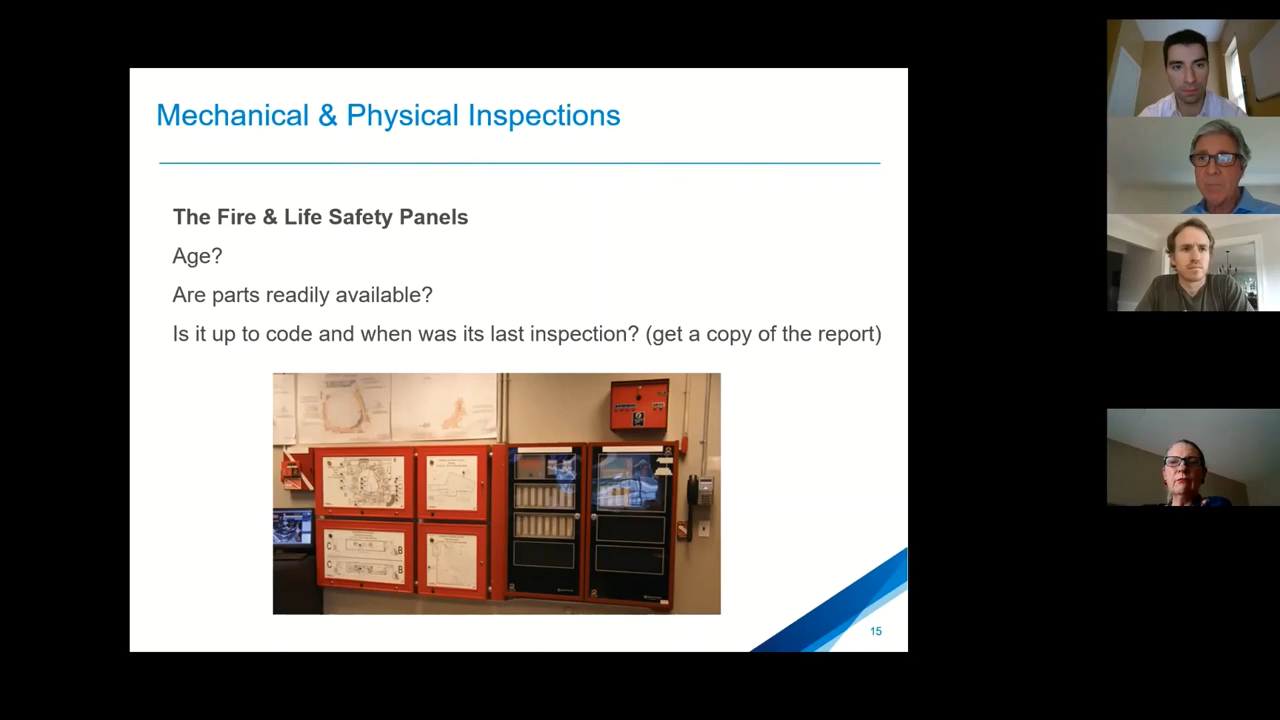 Mechanical & Physical Inspections
The Fire & Life Safety Panels
Age?
Are parts readily available?
Is it up to code and when was its last inspection? (get a copy of the report)
C
B
C
B
15